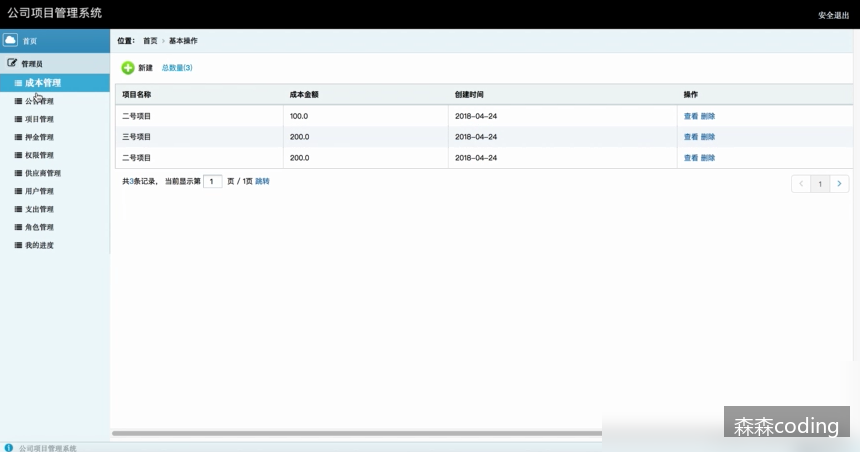 公司项目管理系统
安全退出
首页
位置： 首页 > 基本操作
管理员
新建 总数量(3)
成本管理
项目名称 成本金额 创建时间 操作
公告管理
二号项目 100.0 2018-04-24 查看 删除
项目管理
三号项目 200.0 2018-04-24 查看 删除
押金管理
二号项目 200.0 2018-04-24 查看 删除
权限管理
供应商管理
共3条记录， 当前显示第 1 页 / 1页 跳转
< 1 >
用户管理
支出管理
角色管理
我的进度
森森coding
公司项目管理系统